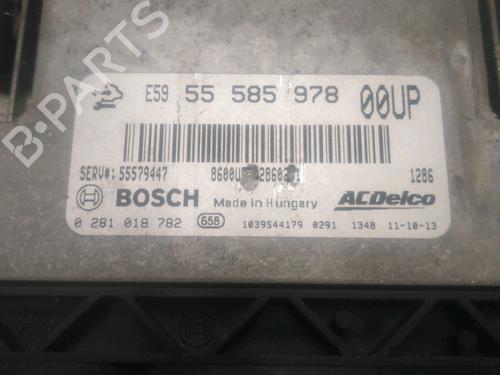 E59 55 585 978 00UP
SERV#: 55579447
1286
BOSCH Made in Hungary ACDelco
0 281 018 782 658 1039544179 0291 1348 11-10-13
B-PARTS